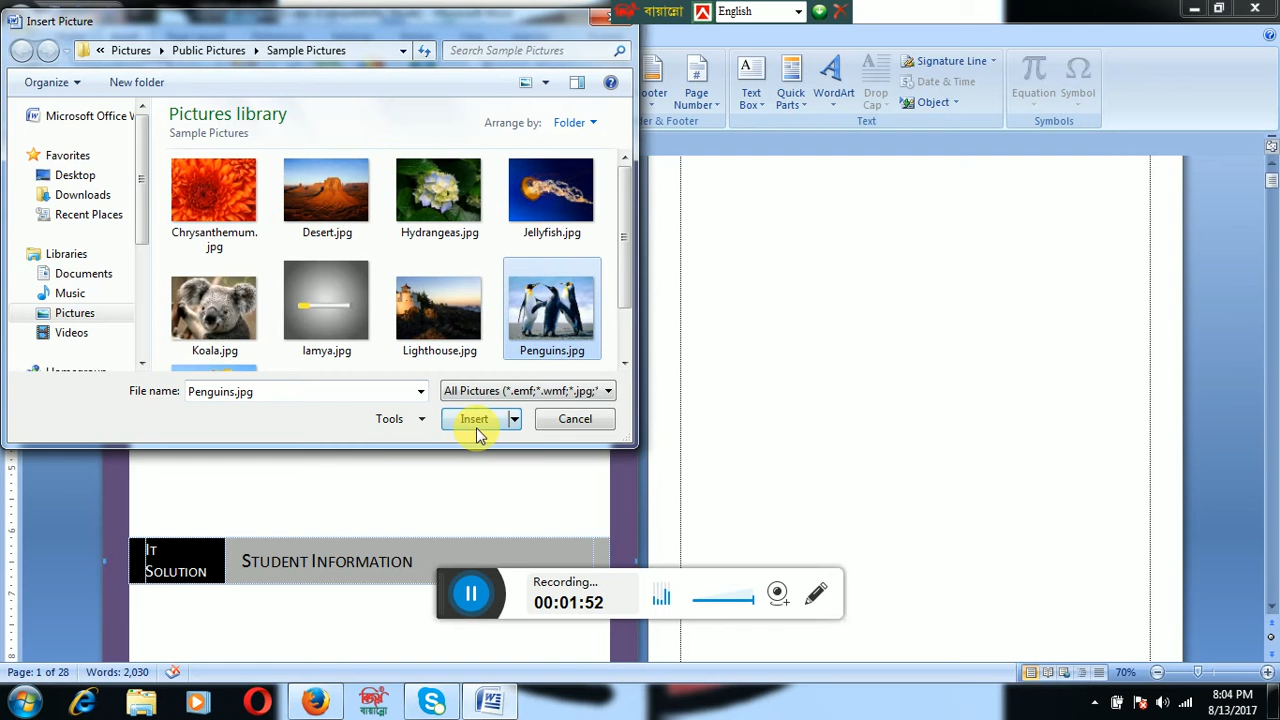 Insert Picture
বায়ান্নো
English
« Pictures Public Pictures Sample Pictures
Search Sample Pictures
Organize
New folder
Microsoft Office W
Favorites
Desktop
Downloads
Recent Places
Libraries
Documents
Music
Pictures
Videos
Pictures library
Sample Pictures
Arrange by: Folder
Chrysanthemum.
jpg
Desert.jpg
Hydrangeas.jpg
Jellyfish.jpg
Koala.jpg
lamya.jpg
Lighthouse.jpg
Penguins.jpg
File name: Penguins.jpg
All Pictures (*.emf;*.wmf;*.jpg;*
Tools
Insert
Cancel
Page
Number
Text
Box
Quick
Parts
WordArt
Drop
Cap
Signature Line
Date & Time
Object
Equation
Symbol
Text
Symbols
It
Solution
Student Information
Recording...
00:01:52
Page: 1 of 28
Words: 2,030
70%
8:04 PM
8/13/2017